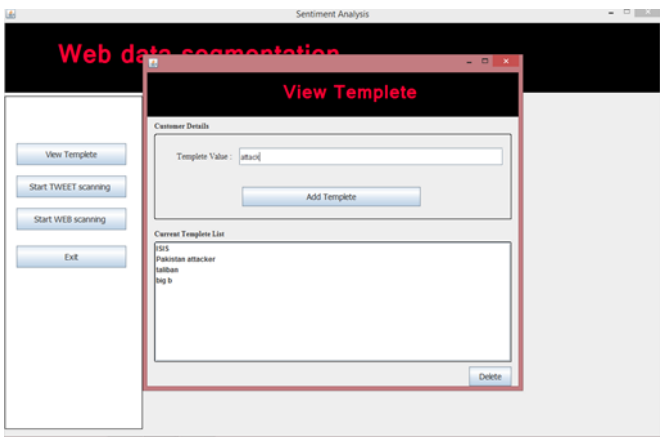 Sentiment Analysis
Web data segmentation
View Templete
Start TWEET scanning
Start WEB scanning
Exit
View Templete
Customer Details
Templete Value :
Add Templete
Current Templete List
ISIS
Pakistan attacker
taliban
big b
Delete